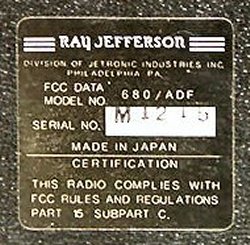 RAY JEFFERSON
DIVISION OF JETRONIC INDUSTRIES INC
PHILADELPHIA PA.
FCC DATA
MODEL NO. 680/ADF
SERIAL NO. M1215
MADE IN JAPAN
CERTIFICATION
THIS RADIO COMPLIES WITH
FCC RULES AND REGULATIONS
PART 15 SUBPART C.